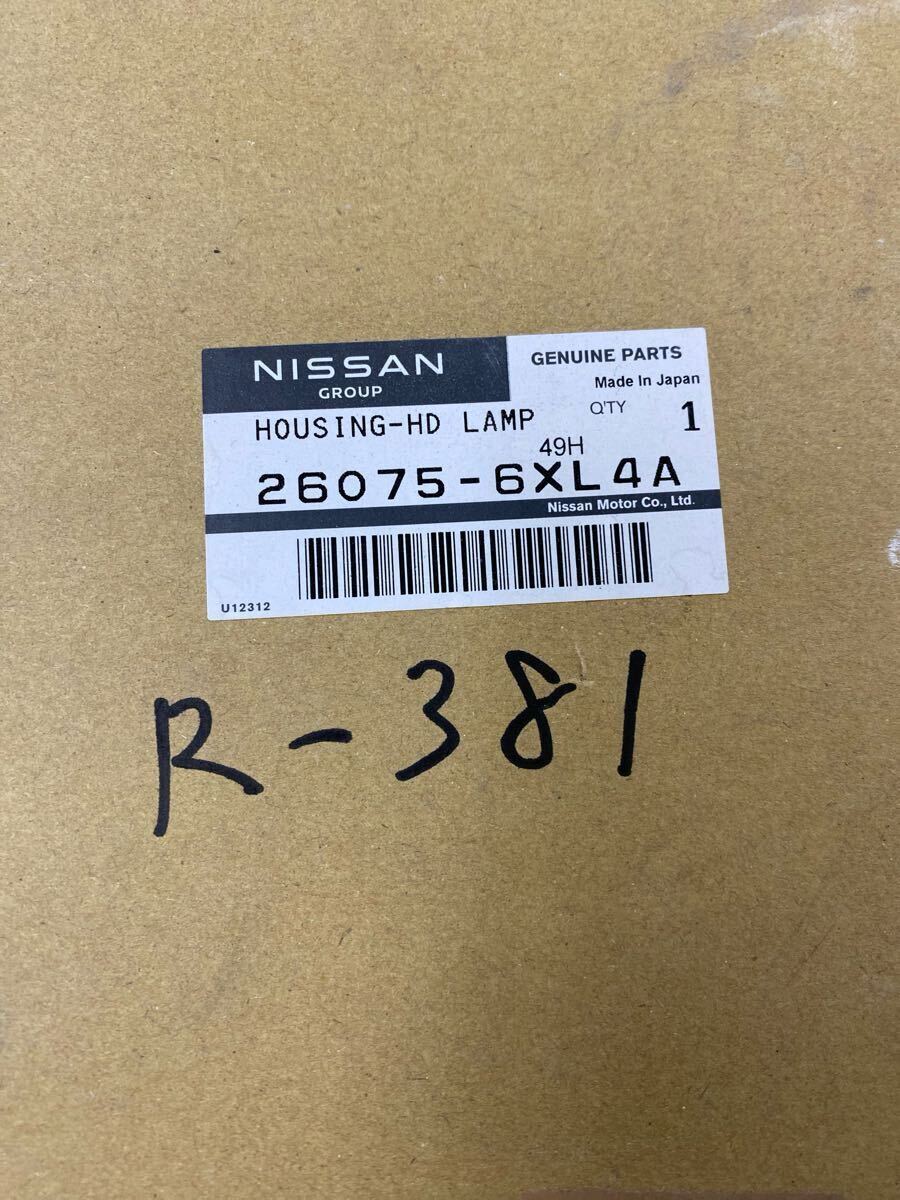 NISSAN
GROUP
GENUINE PARTS
Made In Japan
HOUSING-HD LAMP
Q'TY 1
49H
26075-6XL4A
Nissan Motor Co., Ltd.
U12312
R-381